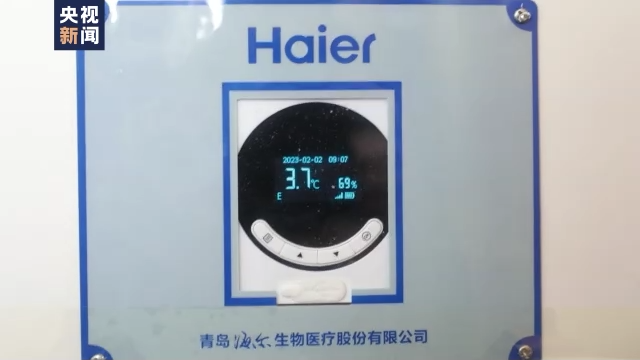 央视
新闻
Haier
2023-02-02 09:07
3.7℃
69%
E
青岛海尔生物医疗股份有限公司